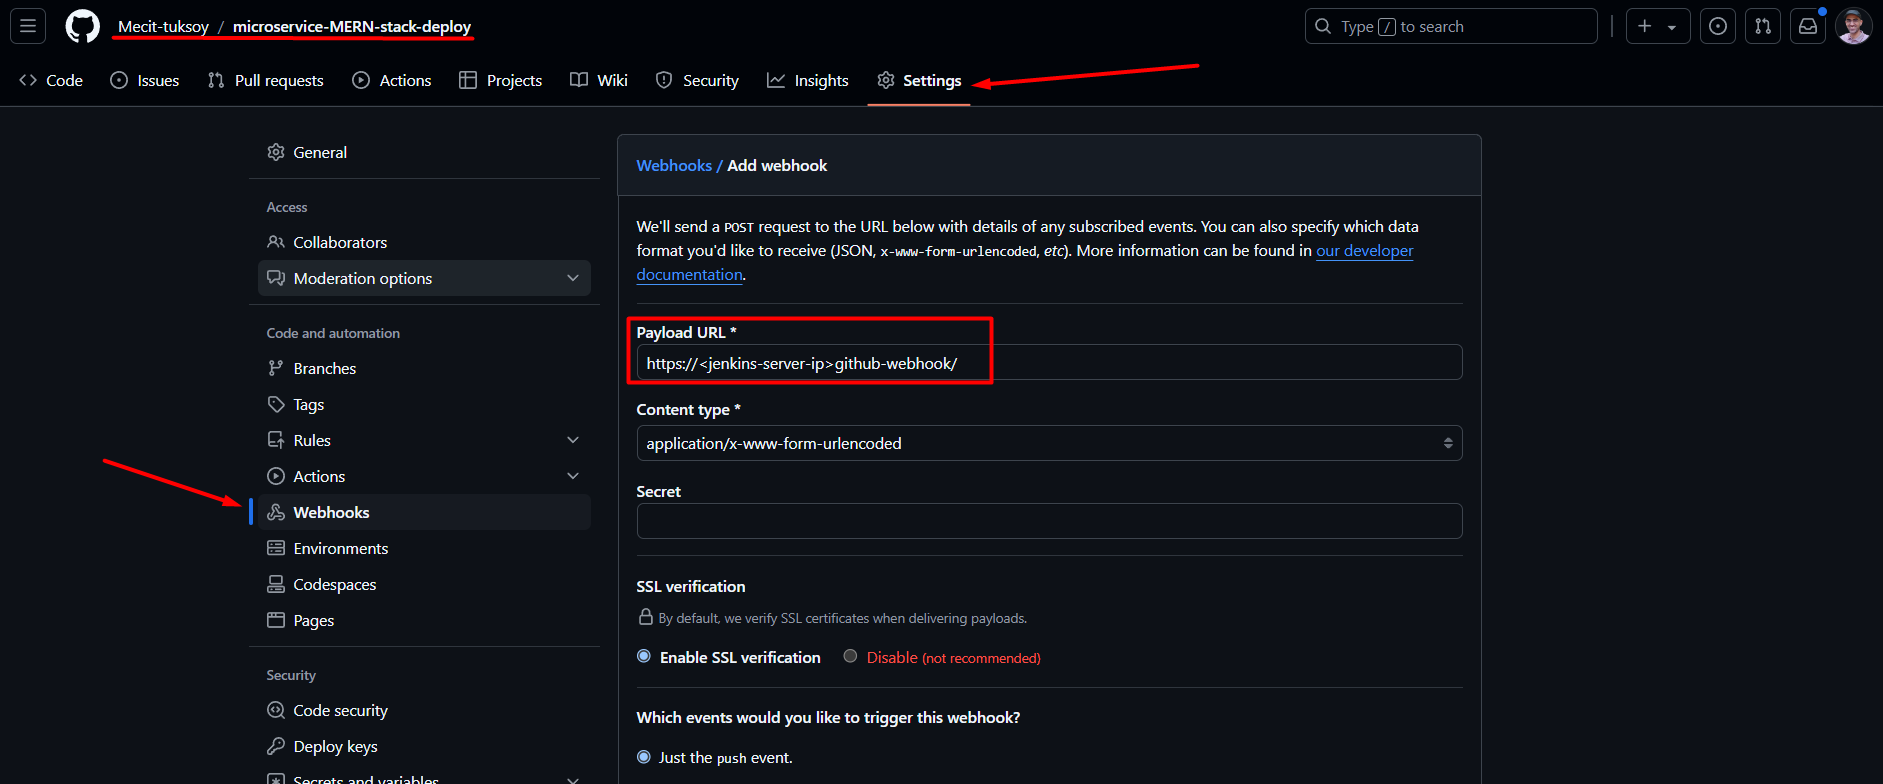 Mecit-tuksoy / microservice-MERN-stack-deploy
Type / to search
Code Issues Pull requests Actions Projects Wiki Security Insights Settings
General
Access
Collaborators
Moderation options
Code and automation
Branches
Tags
Rules
Actions
Webhooks
Environments
Codespaces
Pages
Security
Code security
Deploy keys
Secrets and variables
Webhooks / Add webhook
We'll send a POST request to the URL below with details of any subscribed events. You can also specify which data
format you'd like to receive (JSON, x-www-form-urlencoded, etc). More information can be found in our developer
documentation.
Payload URL *
https://<jenkins-server-ip>github-webhook/
Content type *
application/x-www-form-urlencoded
Secret
SSL verification
By default, we verify SSL certificates when delivering payloads.
Enable SSL verification Disable (not recommended)
Which events would you like to trigger this webhook?
Just the push event.